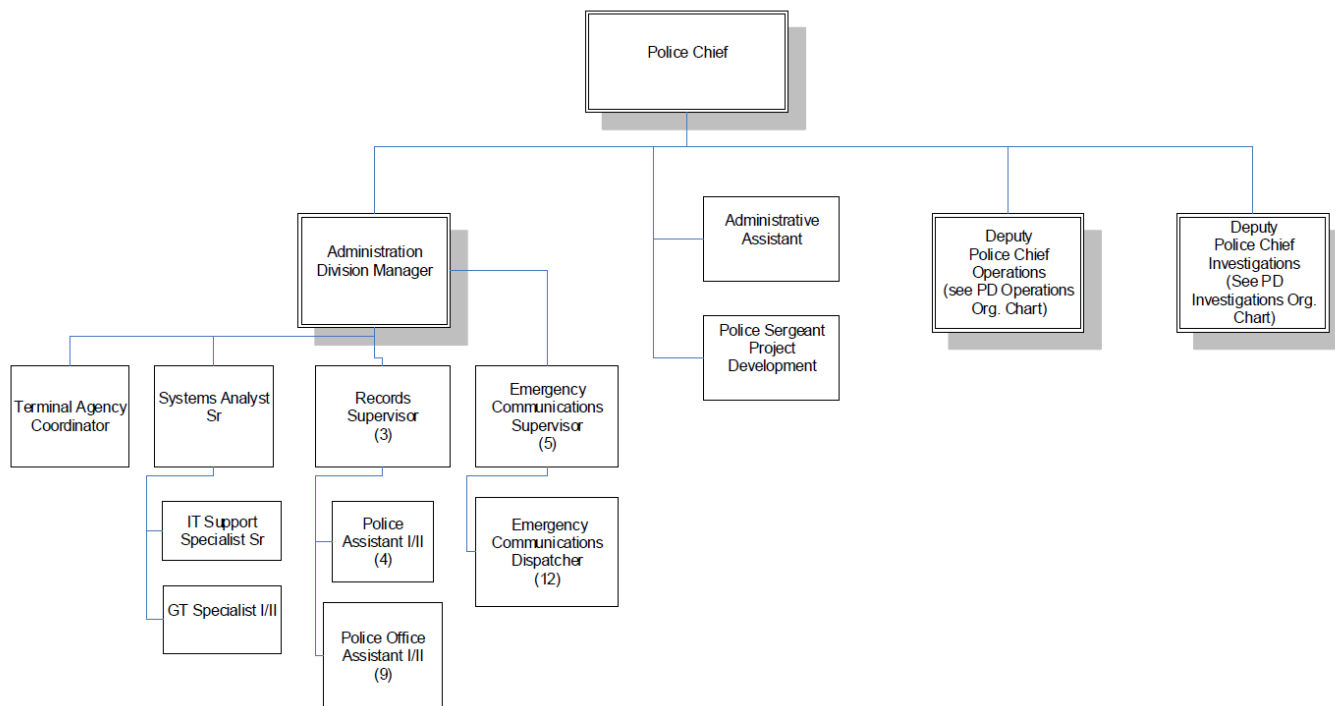 Police Chief
Administration
Division Manager
Administrative
Assistant
Deputy
Police Chief
Operations
(see PD Operations
Org. Chart)
Deputy
Police Chief
Investigations
(See PD
Investigations Org.
Chart)
Police Sergeant
Project
Development
Terminal Agency
Coordinator
Systems Analyst
Sr
Records
Supervisor
(3)
Emergency
Communications
Supervisor
(5)
IT Support
Specialist Sr
Police
Assistant I/II
(4)
Emergency
Communications
Dispatcher
(12)
GT Specialist I/II
Police Office
Assistant I/II
(9)